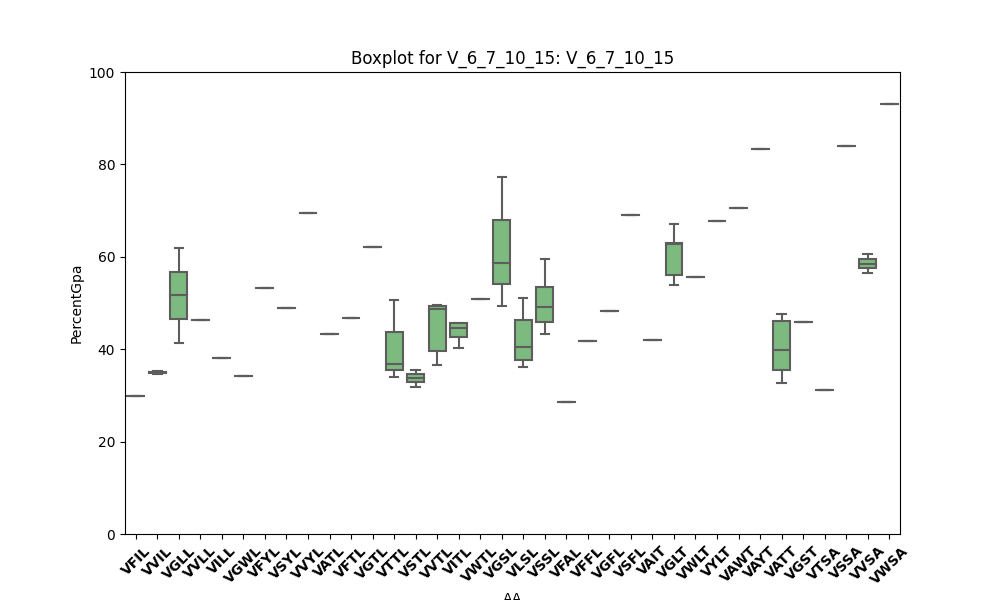 Boxplot for V_6_7_10_15: V_6_7_10_15
100
80
60
40
20
0
PercentGpa
VFIL VVIL VGLL VVLL VILL VGWL VFYL VSYL VVYL VATL VFTL VGTL VTTL VSTL VVTL VITL VWTL VGSL VLSL VSSL VFAL VFFL VGFL VSFL VAIT VGLT VWLT VYLT VAWT VAYT VATT VGST VTSA VSSA VVSA VWSA
AA